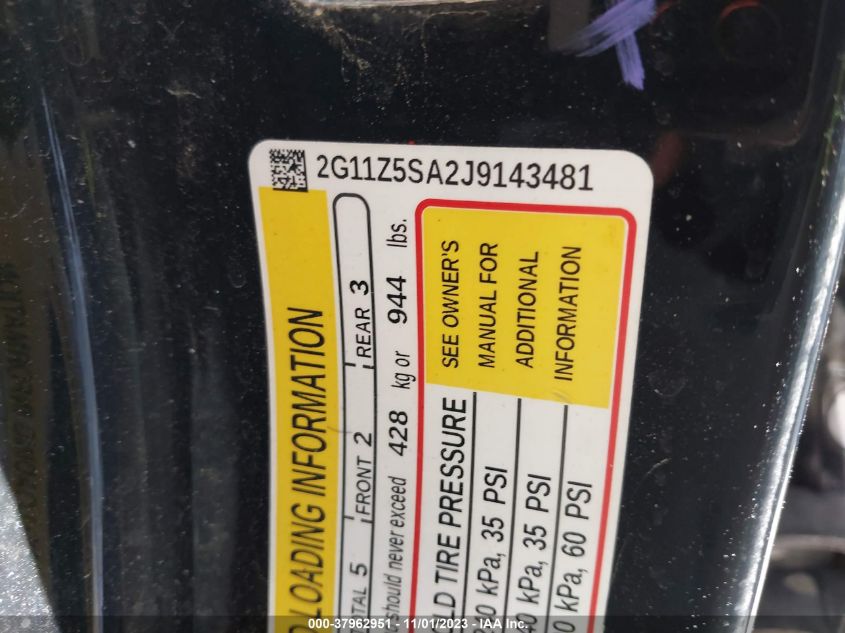 2G11Z5SA2J9143481
LOADING INFORMATION
5 FRONT 2 REAR 3
should never exceed 428 kg or 944 lbs.
TIRE PRESSURE
kPa, 35 PSI
kPa, 35 PSI
kPa, 60 PSI
SEE OWNER'S
MANUAL FOR
ADDITIONAL
INFORMATION
000-37962951 - 11/01/2023 - IAA Inc.